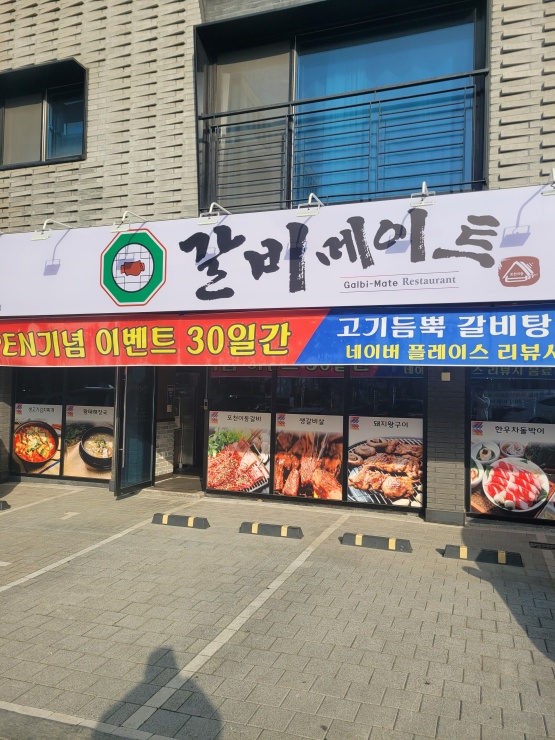 갈비메이트
Galbi-Mate Restaurant
PEN기념 이벤트 30일간
고기듬뿍 갈비탕
네이버 플레이스 리뷰시
포천이동갈비
생갈비살
돼지왕구이
한우차돌박이